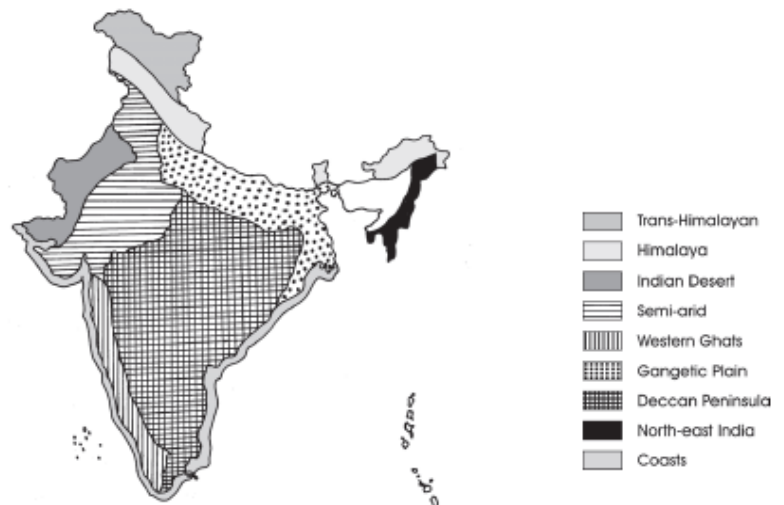 Trans-Himalayan
Himalaya
Indian Desert
Semi-arid
Western Ghats
Gangetic Plain
Deccan Peninsula
North-east India
Coasts